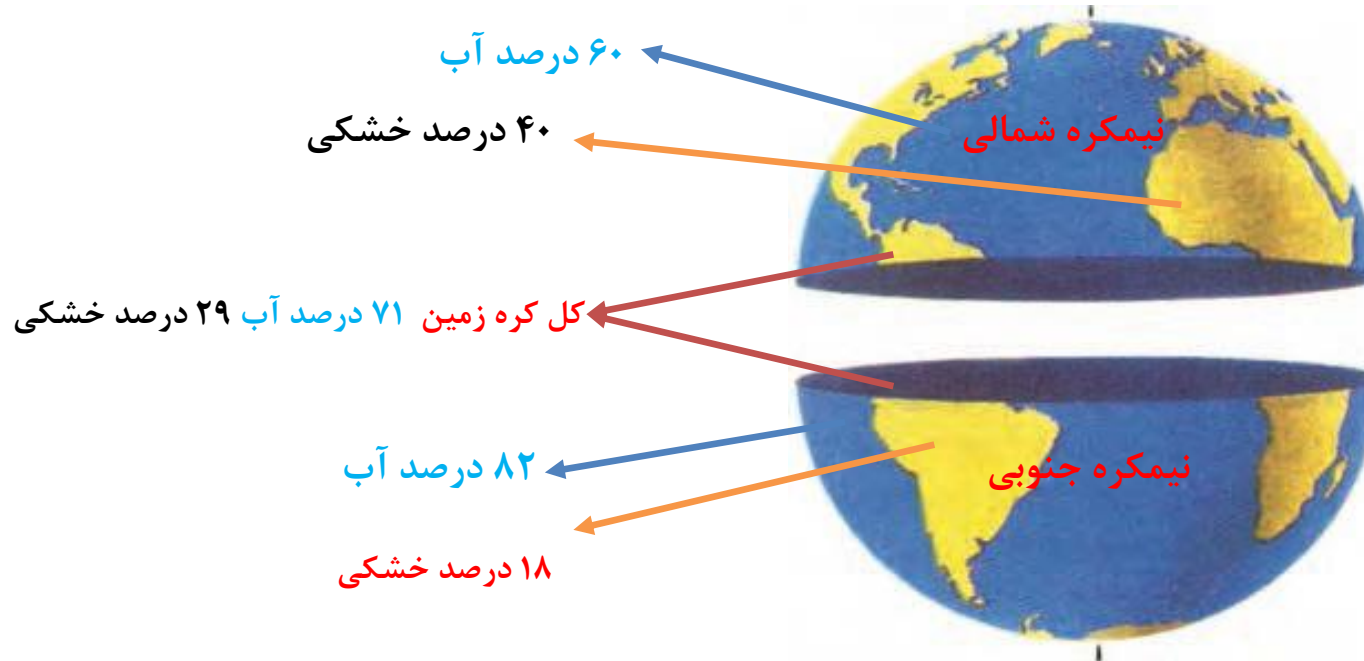 ۶۰ درصد آب
نیمکره شمالی
۴۰ درصد خشکی
کل کره زمین ۷۱ درصد آب ۲۹ درصد خشکی
۸۲ درصد آب
نیمکره جنوبی
۱۸ درصد خشکی